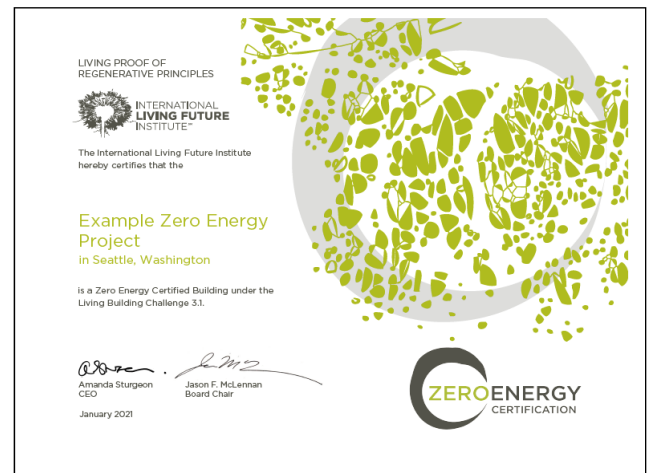 LIVING PROOF OF
REGENERATIVE PRINCIPLES
INTERNATIONAL
LIVING FUTURE
INSTITUTE℠
The International Living Future Institute
hereby certifies that the
Example Zero Energy
Project
in Seattle, Washington
is a Zero Energy Certified Building under the
Living Building Challenge 3.1.
Amanda Sturgeon
CEO
Jason F. McLennan
Board Chair
January 2021
ZEROENERGY
CERTIFICATION